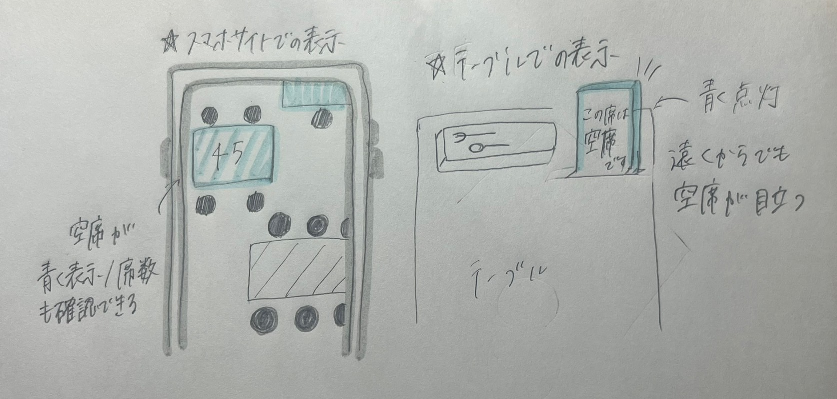 ☆スマホサイトでの表示
45
空席が
青く表示/席数
も確認できる
☆テーブルでの表示
この席は
空席
です
青く点灯
遠くからでも
空席が目立つ
テーブル